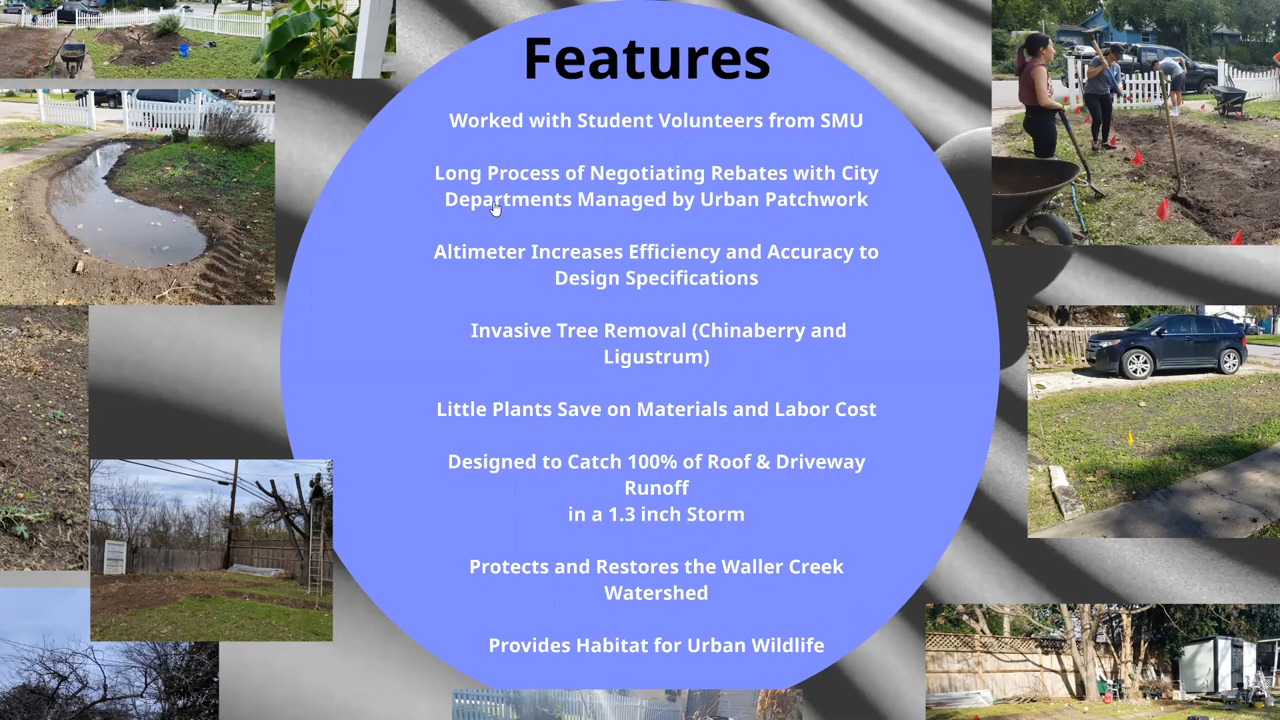 Features
Worked with Student Volunteers from SMU
Long Process of Negotiating Rebates with City
Departments Managed by Urban Patchwork
Altimeter Increases Efficiency and Accuracy to
Design Specifications
Invasive Tree Removal (Chinaberry and
Ligustrum)
Little Plants Save on Materials and Labor Cost
Designed to Catch 100% of Roof & Driveway
Runoff
in a 1.3 inch Storm
Protects and Restores the Waller Creek
Watershed
Provides Habitat for Urban Wildlife